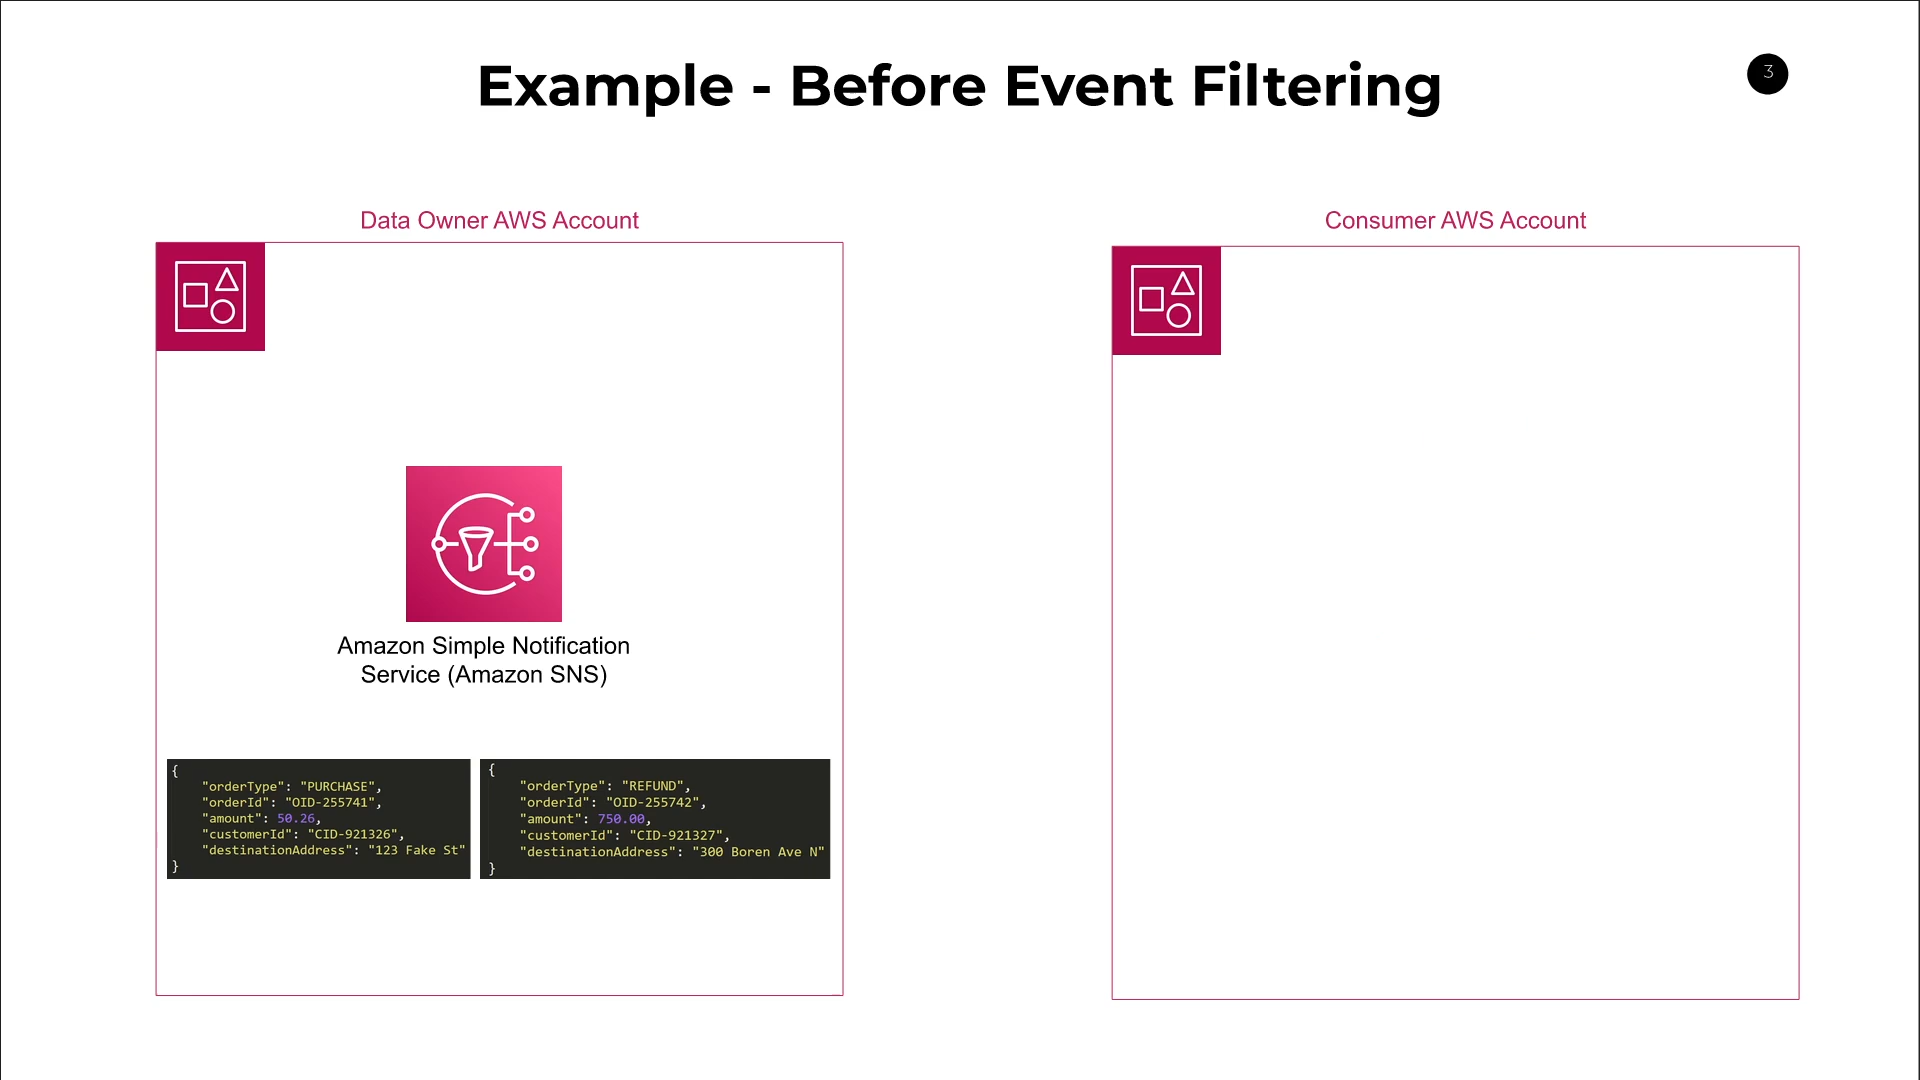 Example - Before Event Filtering
3
Data Owner AWS Account
Amazon Simple Notification
Service (Amazon SNS)
{
"orderType": "PURCHASE",
"orderId": "OID-255741",
"amount": 50.26,
"customerId": "CID-921326",
"destinationAddress": "123 Fake St"
}
{
"orderType": "REFUND",
"orderId": "OID-255742",
"amount": 750.00,
"customerId": "CID-921327",
"destinationAddress": "300 Boren Ave N"
}
Consumer AWS Account